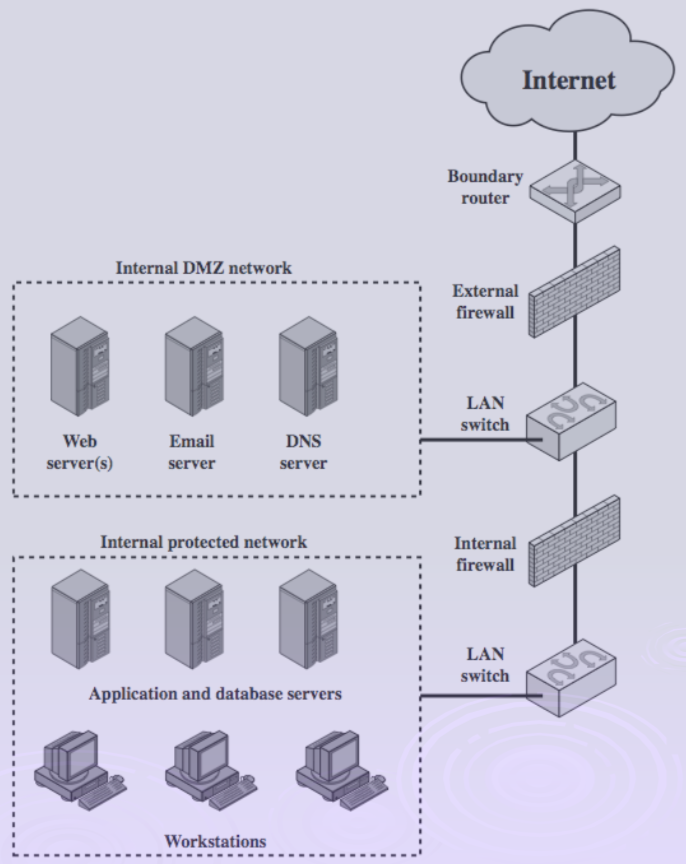 Internet
Boundary
router
Internal DMZ network
External
firewall
LAN
switch
Web
server(s)
Email
server
DNS
server
Internal protected network
Internal
firewall
LAN
switch
Application and database servers
Workstations